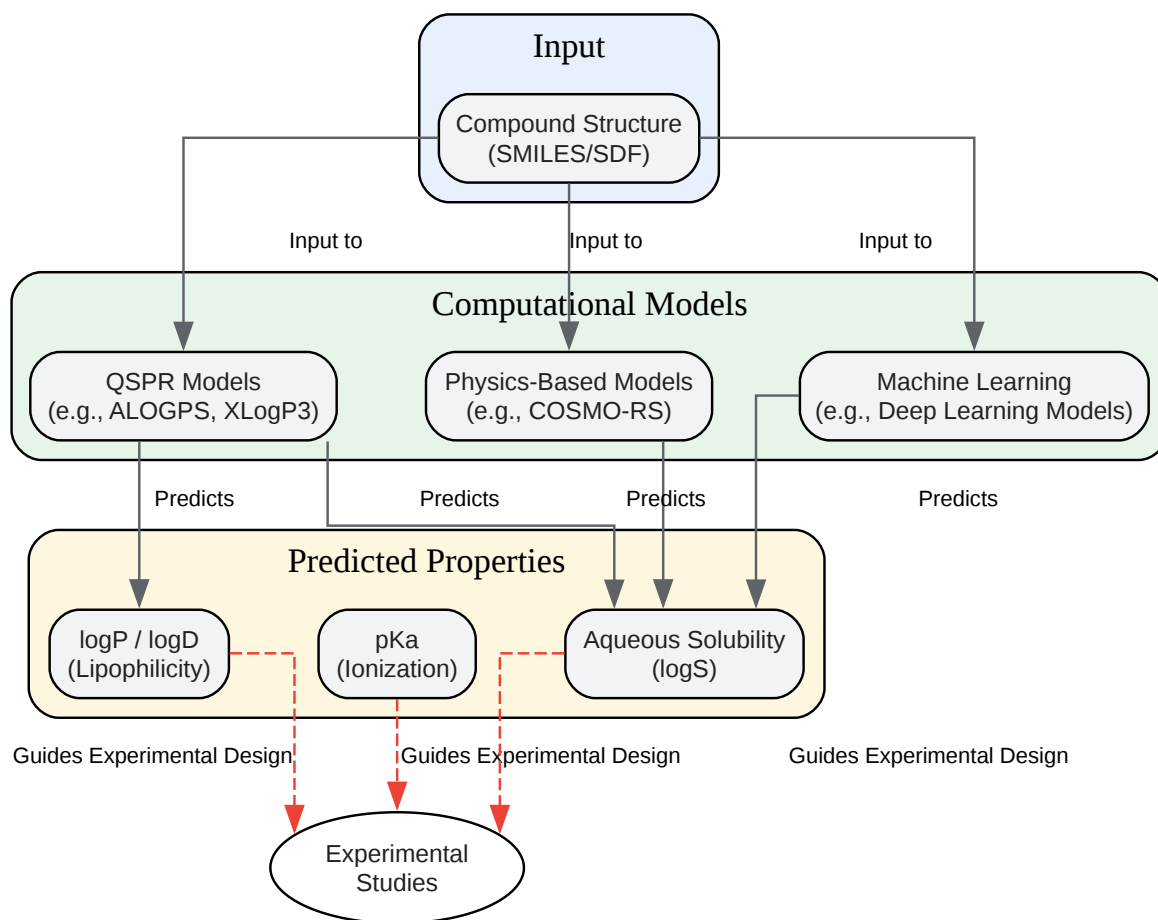 Input
Compound Structure
(SMILES/SDF)
Input to
Input to
Input to
Computational Models
QSPR Models
(e.g., ALOGPS, XLogP3)
Physics-Based Models
(e.g., COSMO-RS)
Machine Learning
(e.g., Deep Learning Models)
Predicts
Predicts
Predicts
Predicts
Predicted Properties
logP / logD
(Lipophilicity)
pKa
(Ionization)
Aqueous Solubility
(logS)
Guides Experimental Design
Guides Experimental Design
Guides Experimental Design
Experimental
Studies